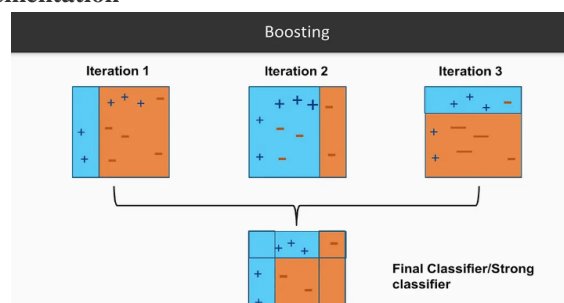 Boosting
Iteration 1
Iteration 2
Iteration 3
Final Classifier/Strong
classifier